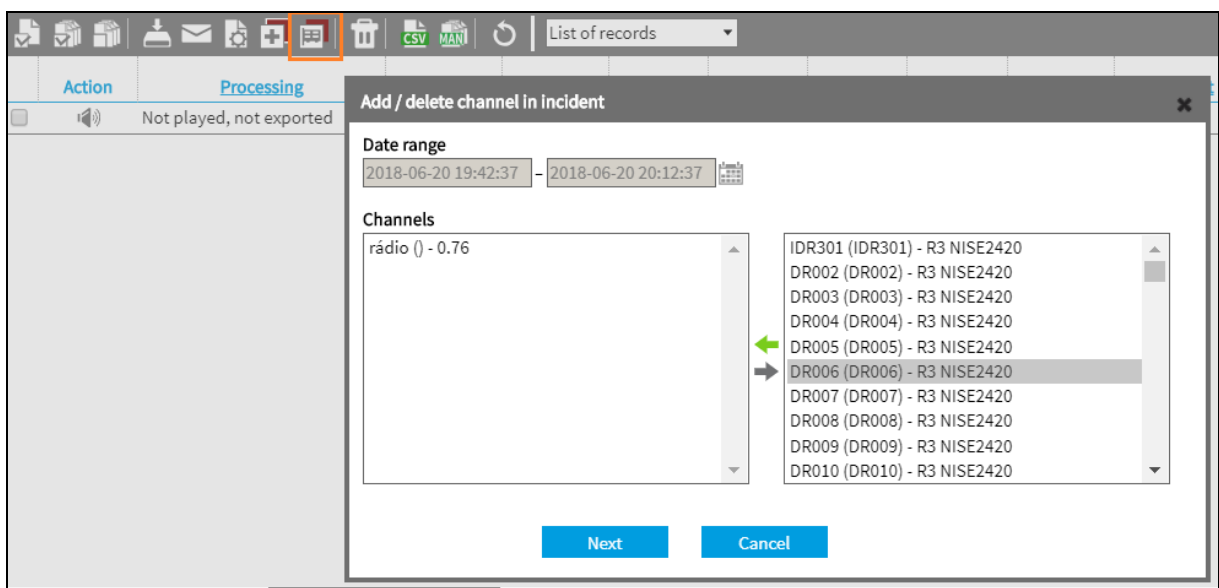 CSV MAN List of records
Action Processing
Not played, not exported
Add / delete channel in incident
Date range
2018-06-20 19:42:37 – 2018-06-20 20:12:37
Channels
rádio () - 0.76
IDR301 (IDR301) - R3 NISE2420
DR002 (DR002) - R3 NISE2420
DR003 (DR003) - R3 NISE2420
DR004 (DR004) - R3 NISE2420
DR005 (DR005) - R3 NISE2420
DR006 (DR006) - R3 NISE2420
DR007 (DR007) - R3 NISE2420
DR008 (DR008) - R3 NISE2420
DR009 (DR009) - R3 NISE2420
DR010 (DR010) - R3 NISE2420
Next Cancel